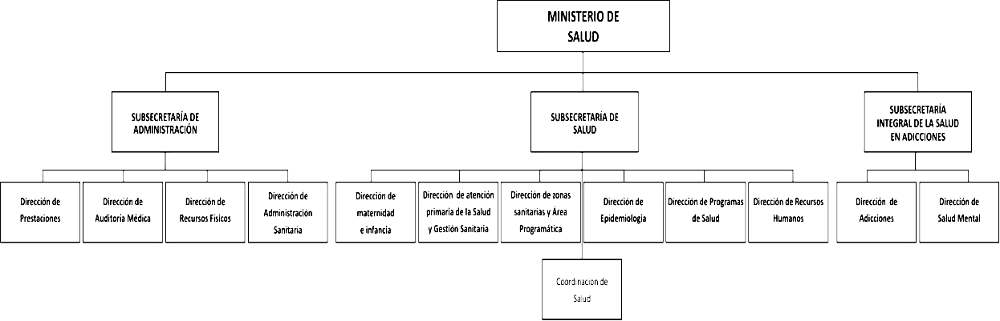 MINISTERIO DE
SALUD
SUBSECRETARÍA DE
ADMINISTRACIÓN
SUBSECRETARÍA DE
SALUD
SUBSECRETARÍA
INTEGRAL DE LA SALUD
EN ADICCIONES
Dirección de
Prestaciones
Dirección de
Auditoría Médica
Dirección de
Recursos Físicos
Dirección de
Administración
Sanitaria
Dirección de
maternidad
e infancia
Dirección de atención
primaria de la Salud
y Gestión Sanitaria
Dirección de zonas
sanitarias y Área
Programática
Dirección de
Epidemiología
Dirección de Programas
de Salud
Dirección de Recursos
Humanos
Dirección de
Adicciones
Dirección de
Salud Mental
Coordinacion de
Salud